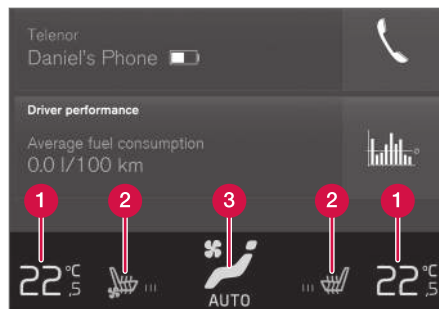 Telenor
Daniel's Phone
Driver performance
Average fuel consumption
0.0 l/100 km
1 2 3 2 1
22°C,5 22°C,5
AUTO